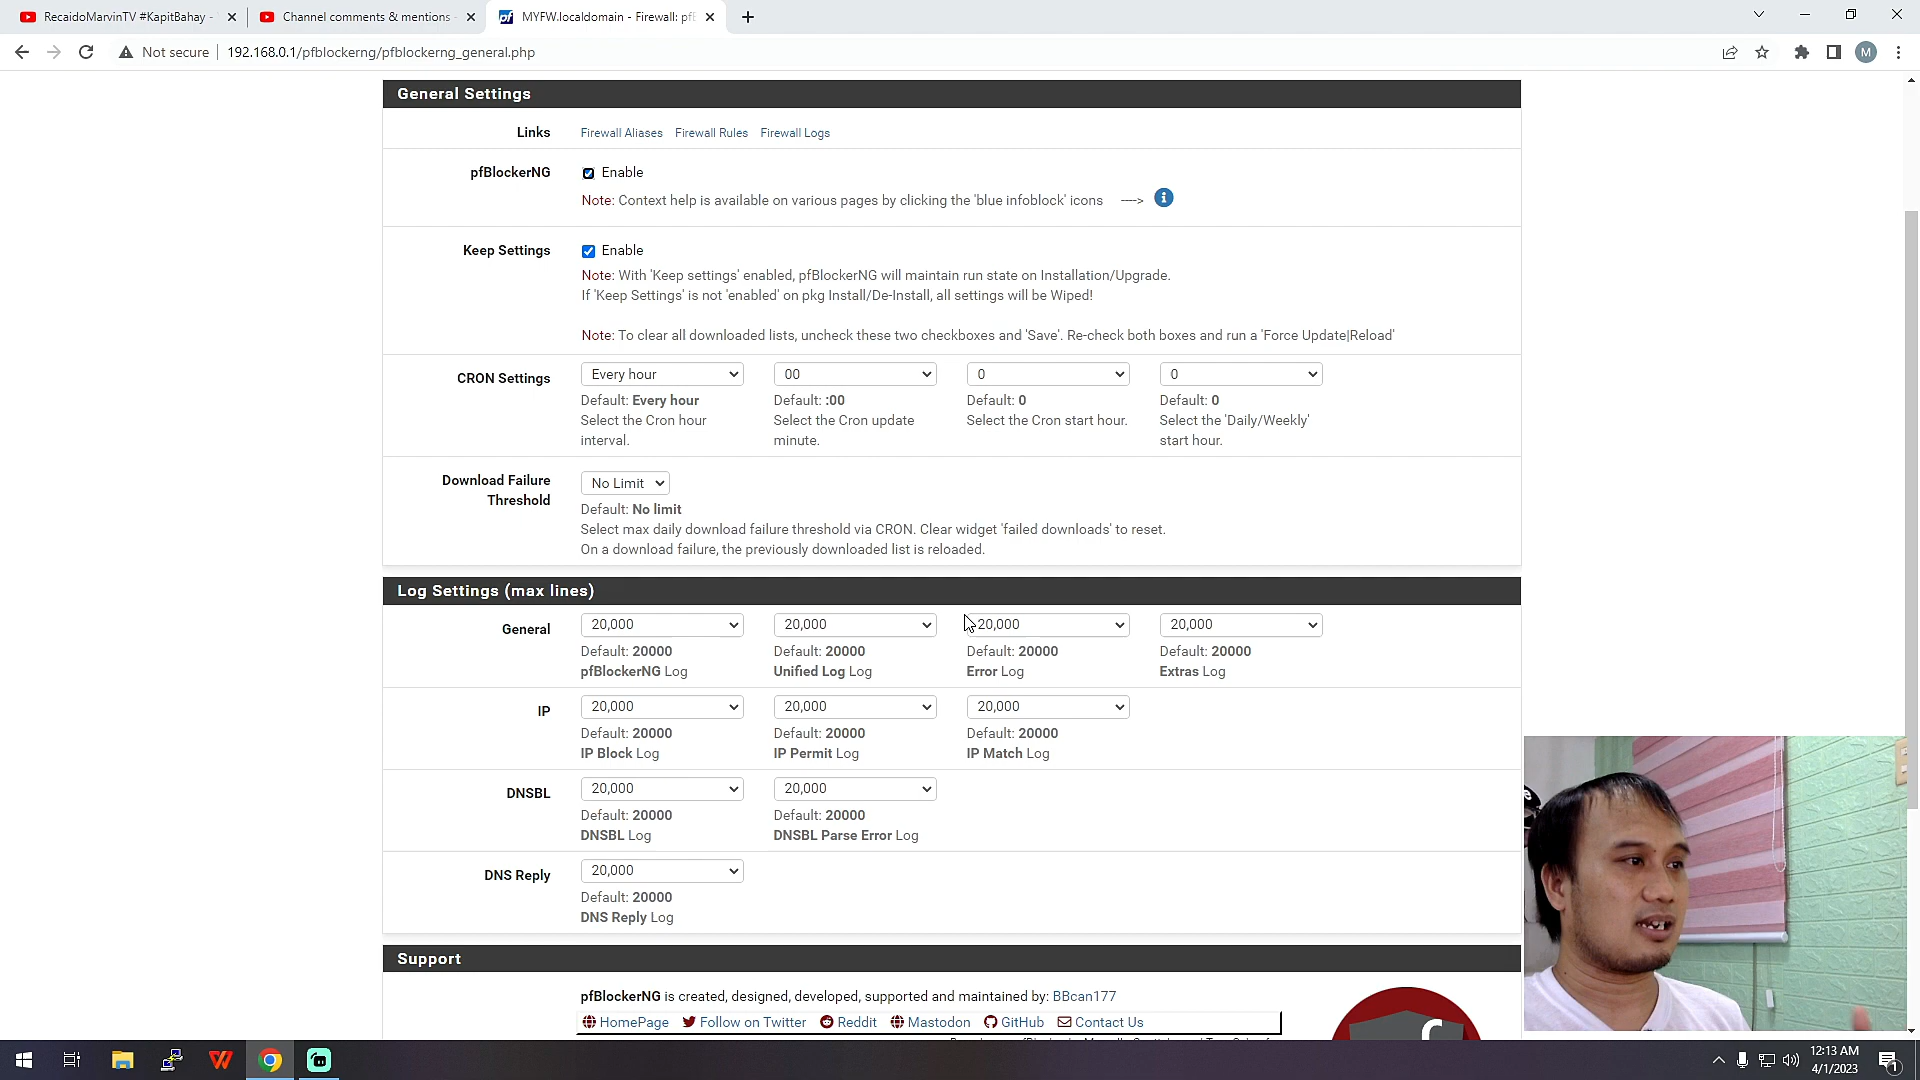 RecaidoMarvinTV #KapitBahay -
Channel comments & mentions -
MYFW.localdomain - Firewall: pfB
Not secure
192.168.0.1/pfblockerng/pfblockerng_general.php
M
General Settings
Links
Firewall Aliases Firewall Rules Firewall Logs
pfBlockerNG
Enable
Note: Context help is available on various pages by clicking the 'blue infoblock' icons ---->
Keep Settings
Enable
Note: With 'Keep settings' enabled, pfBlockerNG will maintain run state on Installation/Upgrade.
If 'Keep Settings' is not 'enabled' on pkg Install/De-Install, all settings will be Wiped!
Note: To clear all downloaded lists, uncheck these two checkboxes and 'Save'. Re-check both boxes and run a 'Force Update|Reload'
CRON Settings
Every hour 00 0 0
Default: Every hour Default: :00 Default: 0 Default: 0
Select the Cron hour Select the Cron update Select the Cron start hour. Select the 'Daily/Weekly'
interval. minute. start hour.
Download Failure
Threshold
No Limit
Default: No limit
Select max daily download failure threshold via CRON. Clear widget 'failed downloads' to reset.
On a download failure, the previously downloaded list is reloaded.
Log Settings (max lines)
General
20,000 20,000 20,000 20,000
Default: 20000 Default: 20000 Default: 20000 Default: 20000
pfBlockerNG Log Unified Log Log Error Log Extras Log
IP
20,000 20,000 20,000
Default: 20000 Default: 20000 Default: 20000
IP Block Log IP Permit Log IP Match Log
DNSBL
20,000 20,000
Default: 20000 Default: 20000
DNSBL Log DNSBL Parse Error Log
DNS Reply
20,000
Default: 20000
DNS Reply Log
Support
pfBlockerNG is created, designed, developed, supported and maintained by: BBcan177
HomePage Follow on Twitter Reddit Mastodon GitHub Contact Us
12:13 AM
4/1/2023
1